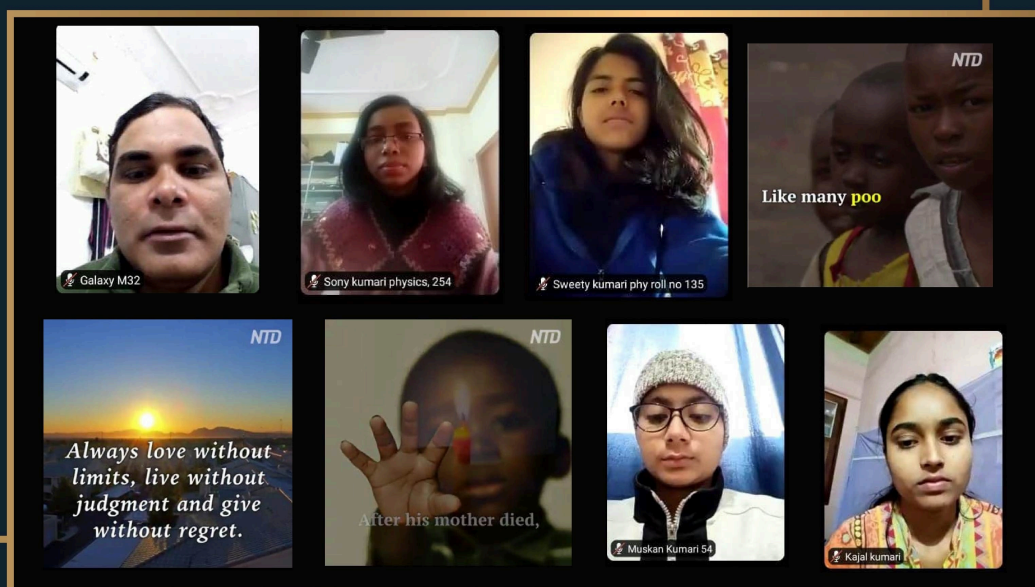 NTD
Like many poo
Galaxy M32
Sony kumari physics, 254
Sweety kumari phy roll no 135
NTD
Always love without
limits, live without
judgment and give
without regret.
NTD
After his mother died,
Muskan Kumari 54
Kajal kumari